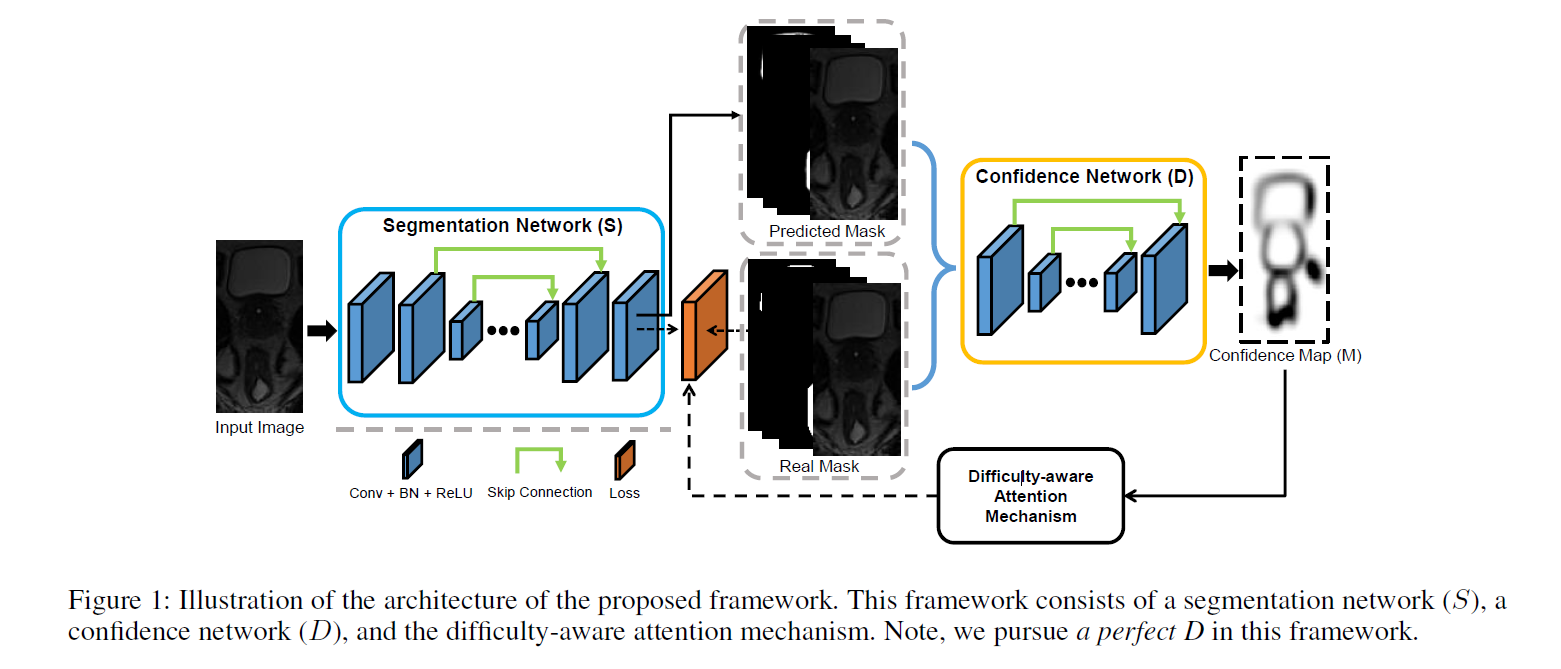 Predicted Mask
Segmentation Network (S)
Input Image
Conv + BN + ReLU
Skip Connection
Loss
Real Mask
Confidence Network (D)
Confidence Map (M)
Difficulty-aware
Attention
Mechanism
Figure 1: Illustration of the architecture of the proposed framework. This framework consists of a segmentation network (S), a
confidence network (D), and the difficulty-aware attention mechanism. Note, we pursue a perfect D in this framework.